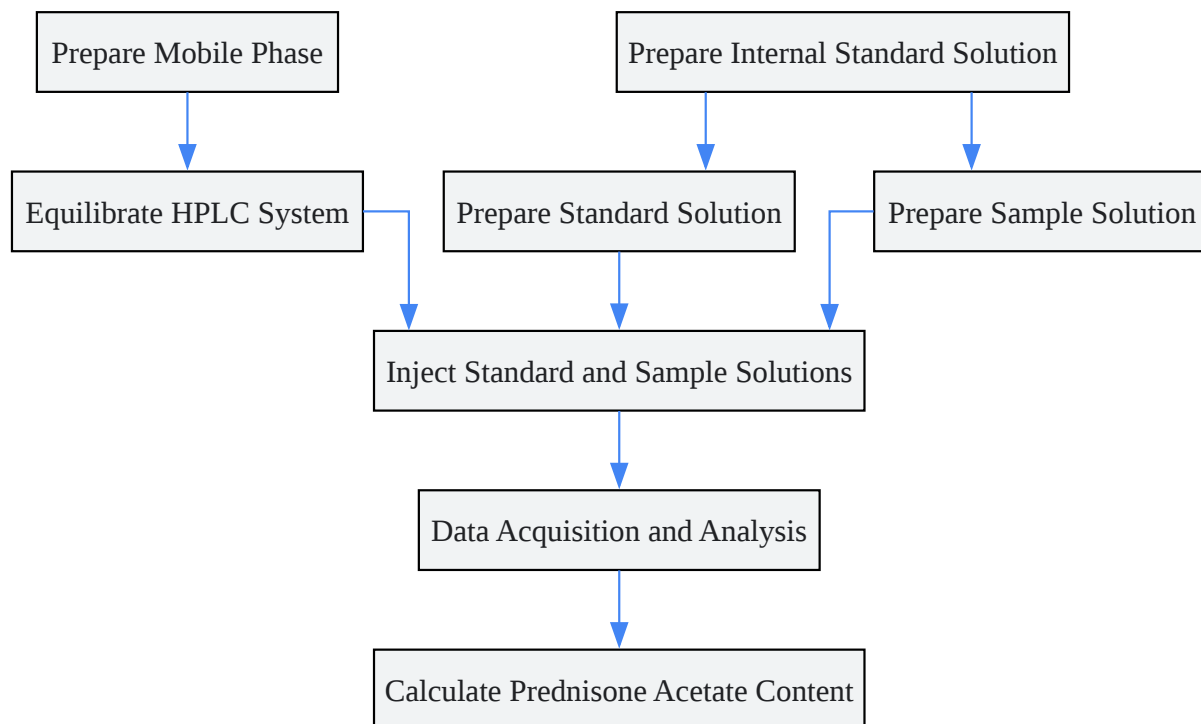 Prepare Mobile Phase
Prepare Internal Standard Solution
Equilibrate HPLC System
Prepare Standard Solution
Prepare Sample Solution
Inject Standard and Sample Solutions
Data Acquisition and Analysis
Calculate Prednisone Acetate Content